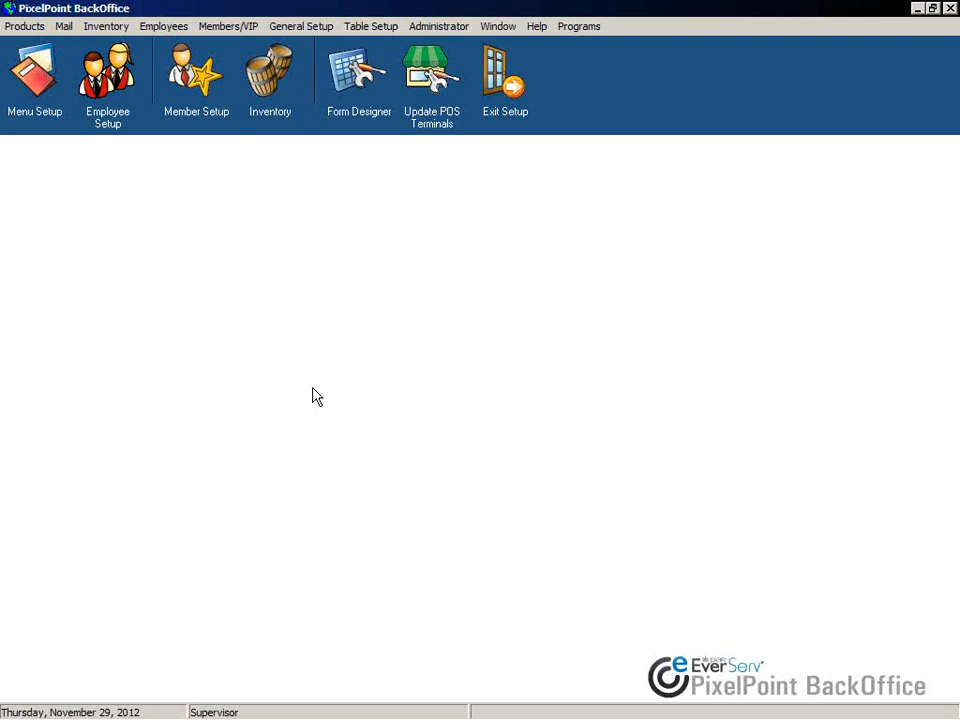 PixelPoint BackOffice
Products Mail Inventory Employees Members/VIP General Setup Table Setup Administrator Window Help Programs
Menu Setup
Employee Setup
Member Setup
Inventory
Form Designer
Update POS Terminals
Exit Setup
EverServ
PixelPoint BackOffice
Thursday, November 29, 2012 Supervisor